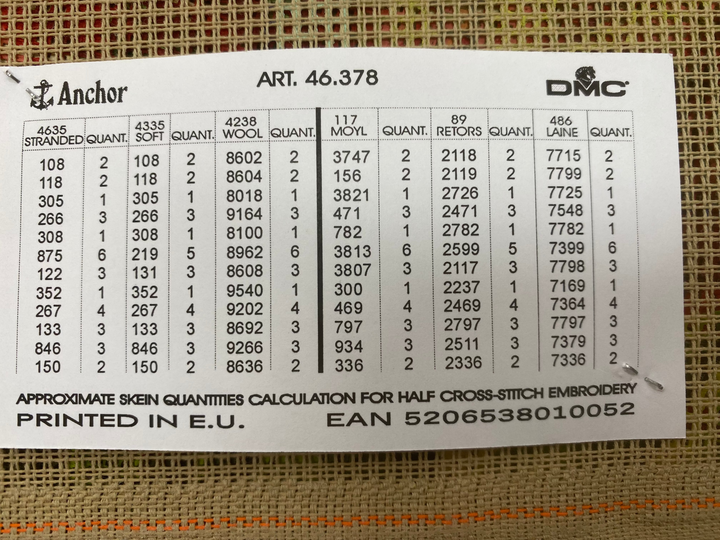 Anchor ART. 46.378 DMC
4635 STRANDED QUANT. 4335 SOFT QUANT. 4238 WOOL QUANT. 117 MOYL QUANT. 89 RETORS QUANT. 486 LAINE QUANT.
108 2 108 2 8602 2 3747 2 2118 2 7715 2
118 2 118 2 8604 2 156 2 2119 2 7799 2
305 1 305 1 8018 1 3821 1 2726 1 7725 1
266 3 266 3 9164 3 471 3 2471 3 7548 3
308 1 308 1 8100 1 782 1 2782 1 7782 1
875 6 219 5 8962 6 3813 6 2599 5 7399 6
122 3 131 3 8608 3 3807 3 2117 3 7798 3
352 1 352 1 9540 1 300 1 2237 1 7169 1
267 4 267 4 9202 4 469 4 2469 4 7364 4
133 3 133 3 8692 3 797 3 2797 3 7797 3
846 3 846 3 9266 3 934 3 2511 3 7379 3
150 2 150 2 8636 2 336 2 2336 2 7336 2
APPROXIMATE SKEIN QUANTITIES CALCULATION FOR HALF CROSS-STITCH EMBROIDERY
PRINTED IN E.U. EAN 5206538010052